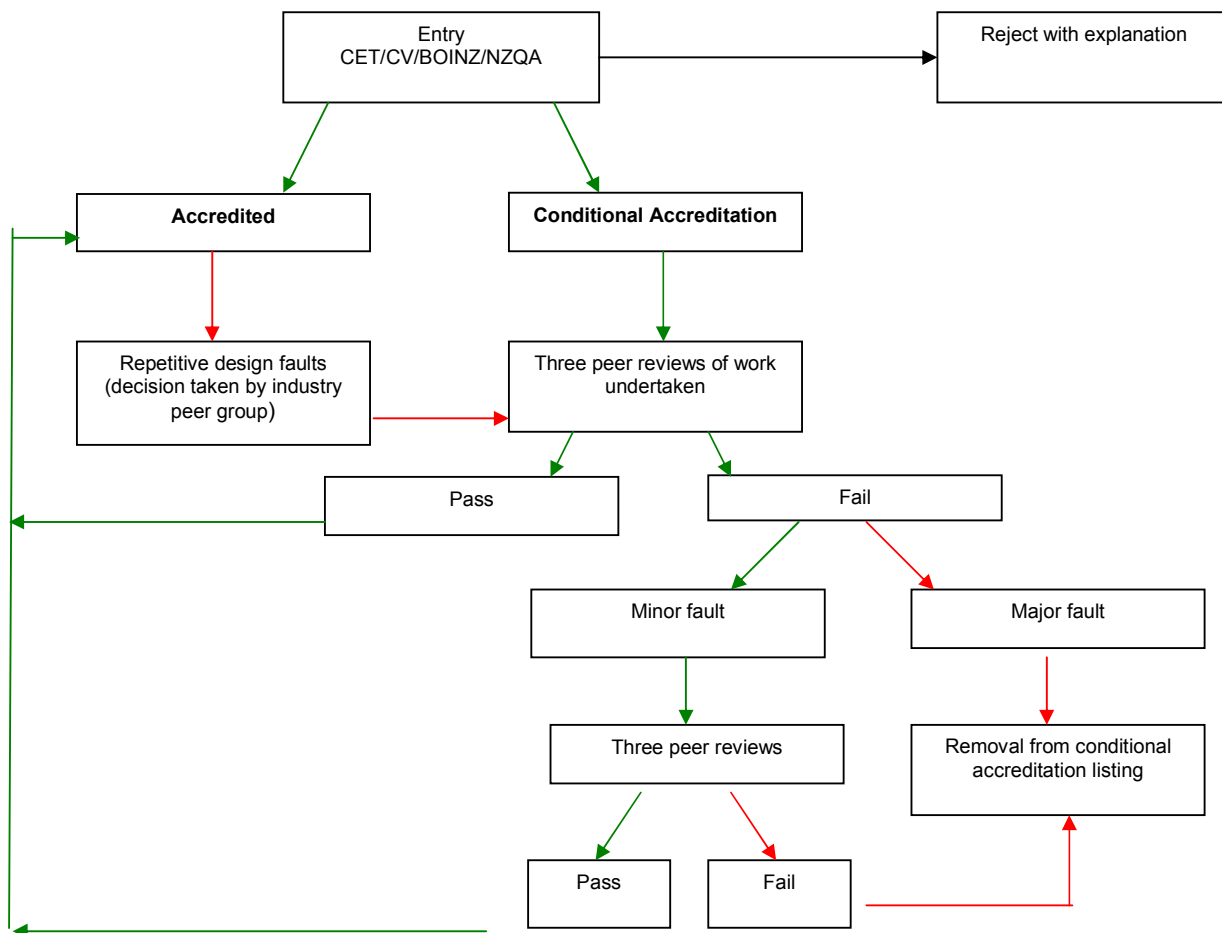 Entry
CET/CV/BOINZ/NZQA
Reject with explanation
Accredited
Conditional Accreditation
Repetitive design faults
(decision taken by industry
peer group)
Three peer reviews of work
undertaken
Pass
Fail
Minor fault
Major fault
Three peer reviews
Removal from conditional
accreditation listing
Pass
Fail